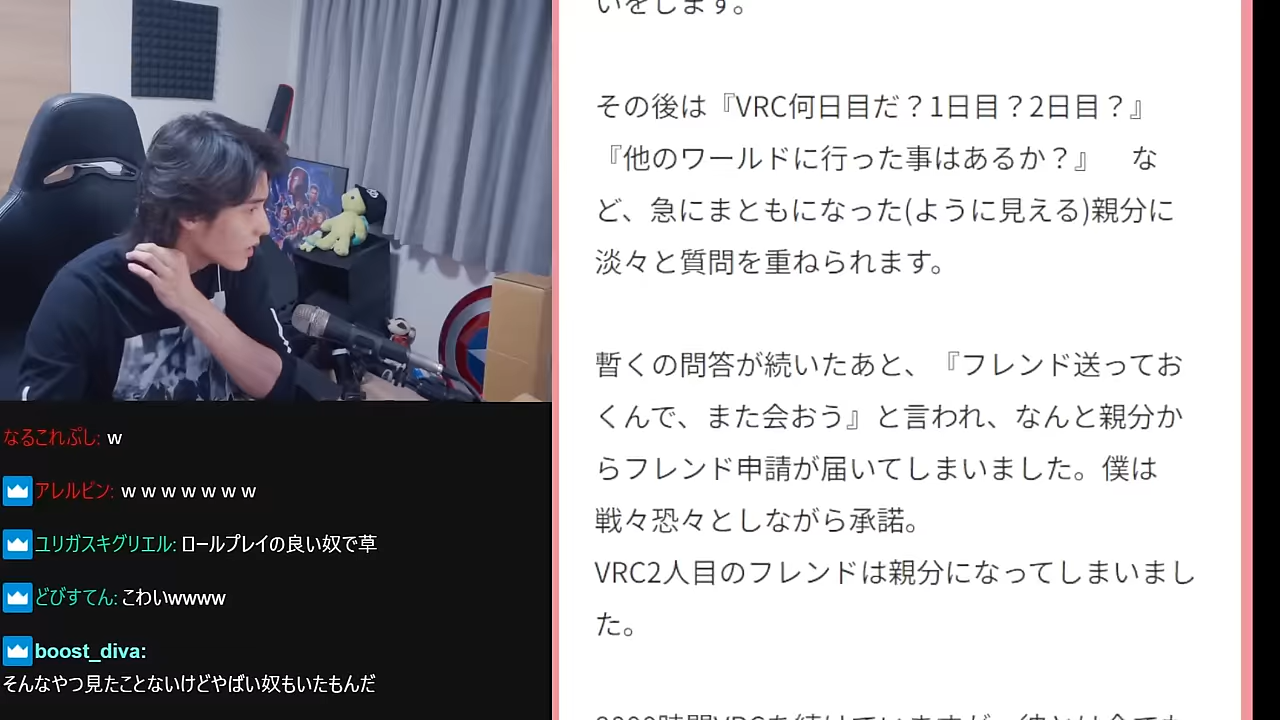 いをします。
その後は『VRC何日目だ？1日目？2日目？』
『他のワールドに行った事はあるか？』　な
ど、急にまともになった(ように見える)親分に
淡々と質問を重ねられます。
暫くの問答が続いたあと、『フレンド送ってお
くんで、また会おう』と言われ、なんと親分か
らフレンド申請が届いてしまいました。僕は
戦々恐々としながら承諾。
VRC2人目のフレンドは親分になってしまいまし
た。
なるこれぷし: w
アレルビン: w w w w w w w
ユリガスキグリエル: ロールプレイの良い奴で草
どびすてん: こわいwwww
boost_diva:
そんなやつ見たことないけどやばい奴もいたもんだ